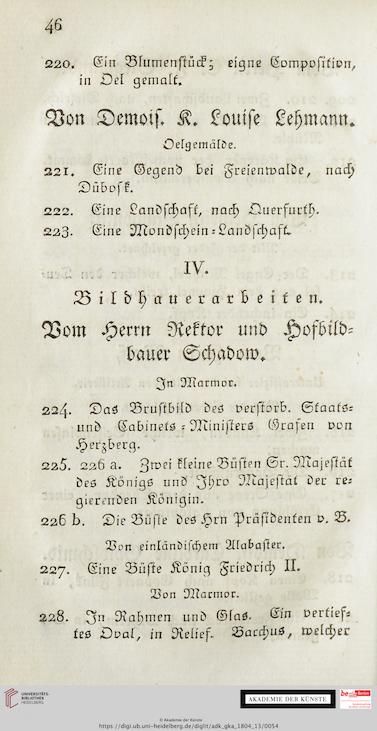 46
220. Ein Blumenstück; eigne Composition,
in Oel gemalt.
Von Demois. K. Louise Lehmann.
Oelgemälde.
221. Eine Gegend bei Freienwalde, nach
Dübosk.
222. Eine Landschaft, nach Querfurth.
223. Eine Mondschein-Landschaft.
IV.
Bildhauerarbeiten.
Vom Herrn Rektor und Hofbild-
bauer Schadow.
In Marmor.
224. Das Brustbild des verstorb. Staats-
und Cabinets-Ministers Grafen von
Herzberg.
225. 226 a. Zwei kleine Büsten Sr. Majestät
des Königs und Ihro Majestät der re-
gierenden Königin.
226 b. Die Büste des Hrn Präsidenten v. B.
Von einländischem Alabaster.
227. Eine Büste König Friedrich II.
Von Marmor.
228. In Rahmen und Glas. Ein vertief-
tes Oval, in Relief. Bacchus, welcher
UNIVERSITÄTS-
BIBLIOTHEK
HEIDELBERG
AKADEMIE DER KÜNSTE
be Berlin
https://digi.ub.uni-heidelberg.de/diglit/adk_gka_1804_13/0054
© Akademie der Künste